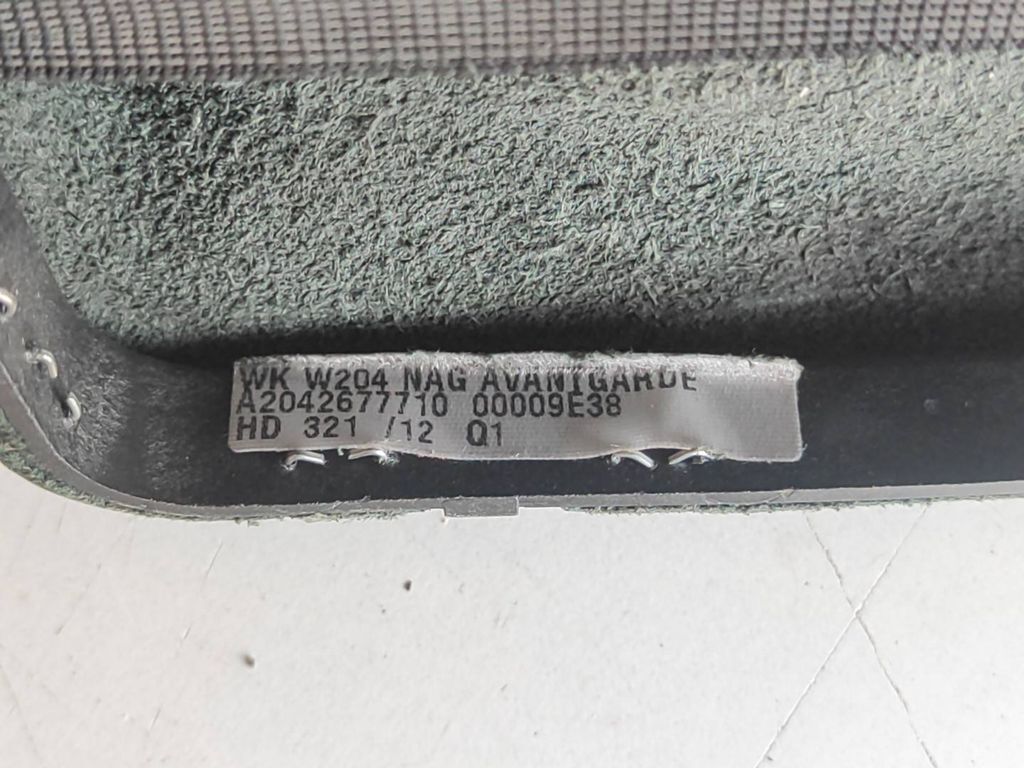 WK W204 NAG AVANTGARDE
A2042677710 00009E38
HD 321 /12 Q1